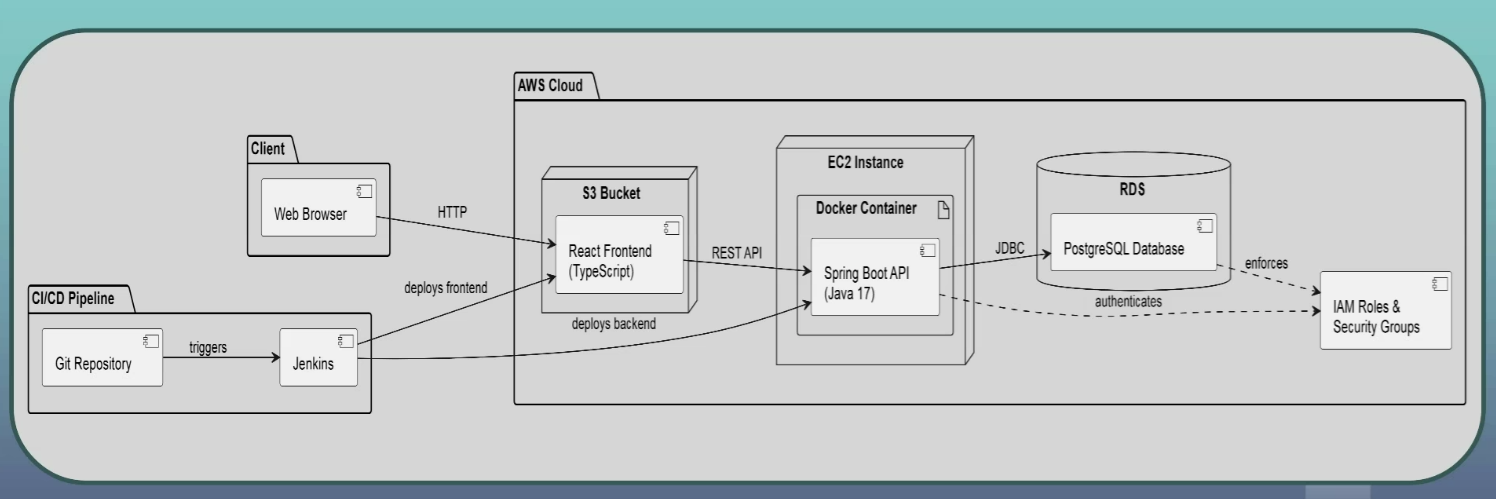 AWS Cloud
Client
Web Browser
HTTP
S3 Bucket
React Frontend
(TypeScript)
REST API
EC2 Instance
Docker Container
Spring Boot API
(Java 17)
JDBC
RDS
PostgreSQL Database
enforces
authenticates
IAM Roles &
Security Groups
CI/CD Pipeline
Git Repository
triggers
Jenkins
deploys frontend
deploys backend